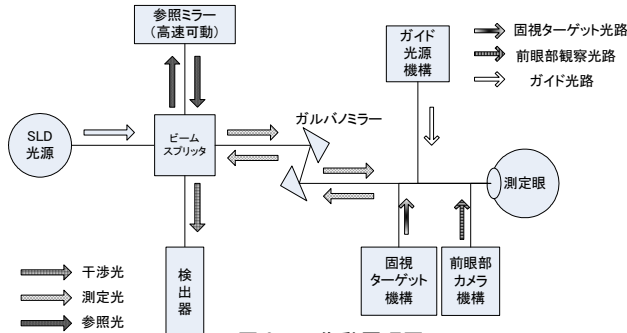 参照ミラー
(高速可動)
ガイド
光源
機構
固視ターゲット光路
前眼部観察光路
ガイド光路
SLD
光源
ビーム
スプリッタ
ガルバノミラー
測定眼
検
出
器
固視
ターゲット
機構
前眼部
カメラ
機構
干渉光
測定光
参照光